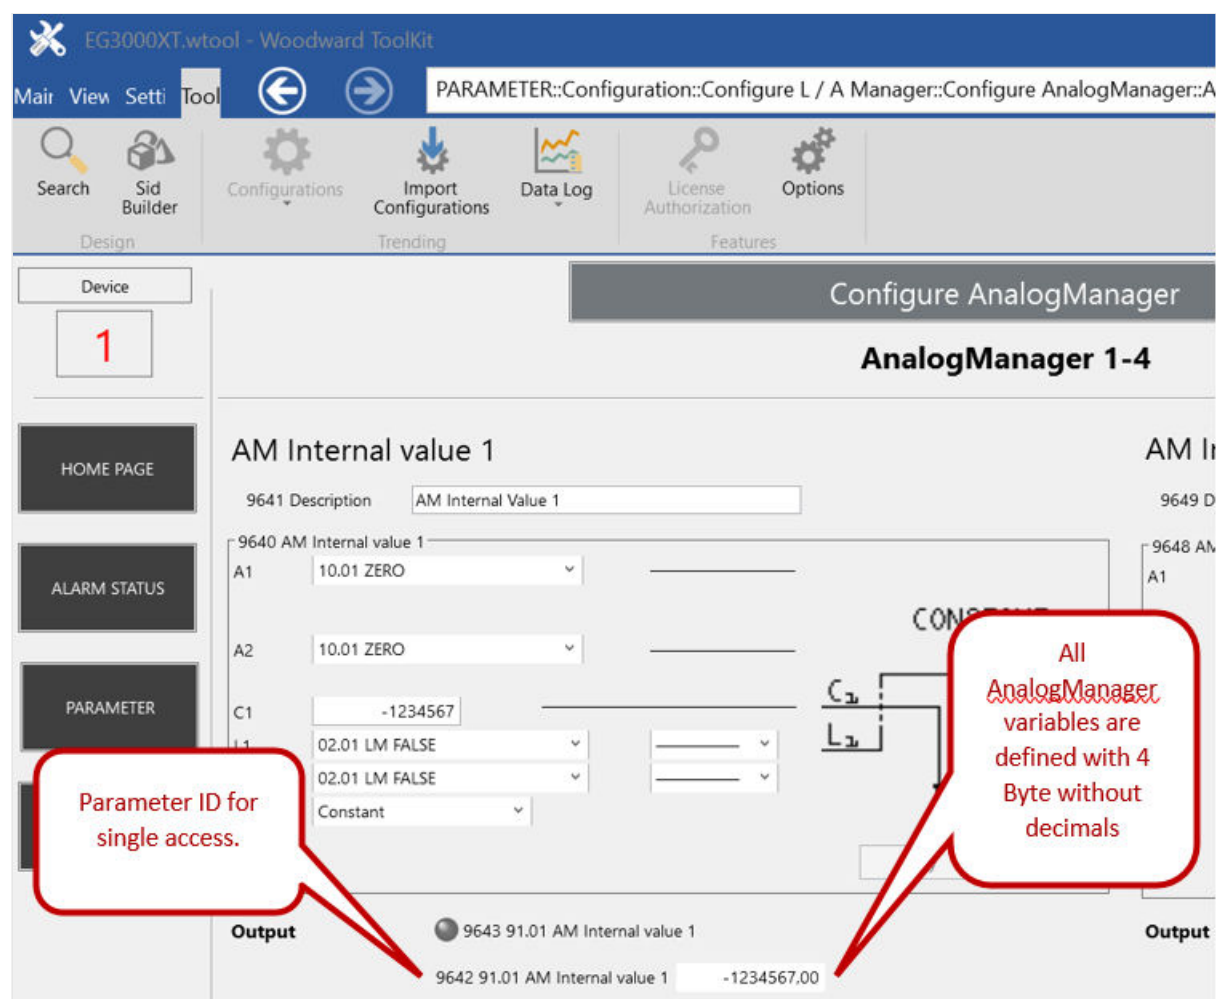 EG3000XT.wtool - Woodward ToolKit
Mair View Setti Tool
PARAMETER::Configuration::Configure L / A Manager::Configure AnalogManager::A
Search
Sid
Builder
Configurations
Import
Configurations
Data Log
License
Authorization
Options
Design
Trending
Features
Device
1
Configure AnalogManager
AnalogManager 1-4
HOME PAGE
ALARM STATUS
PARAMETER
AM Internal value 1
9641 Description AM Internal Value 1
9640 AM Internal value 1
A1 10.01 ZERO
A2 10.01 ZERO
C1 -1234567
L1 02.01 LM FALSE
02.01 LM FALSE
Constant
C1
L1
AM I
9649 D
9648 AM
A1
All
AnalogManager
variables are
defined with 4
Byte without
decimals
Parameter ID for
single access.
Output
9643 91.01 AM Internal value 1
9642 91.01 AM Internal value 1 -1234567,00
Output